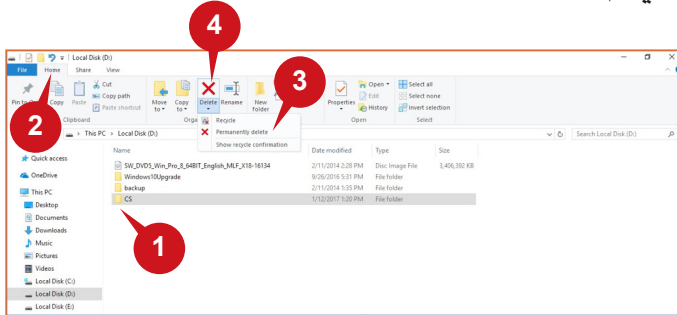 4
Local Disk (D:)
File Home Share View
3
Cut
Copy path
Paste shortcut
Copy Paste
Move to Copy to Delete Rename New folder
Properties
Open
Edit
History
Select all
Select none
Invert selection
2
Clipboard
Open
Select
Recycle
Permanently delete
Show recycle confirmation
This PC > Local Disk (D:)
Search Local Disk (D:)
Name Date modified Type Size
Quick access
SW_DVD5_Win_Pro_8_64BIT_English_MLF_X18-16134 2/11/2014 2:28 PM Disc Image File 3,406,392 KB
Windows10Upgrade 9/26/2016 5:31 PM File folder
OneDrive
backup 2/11/2014 1:35 PM File folder
This PC
CS 1/12/2017 1:20 PM File folder
Desktop
Documents
Downloads
1
Music
Pictures
Videos
Local Disk (C:)
Local Disk (D:)
Local Disk (E:)